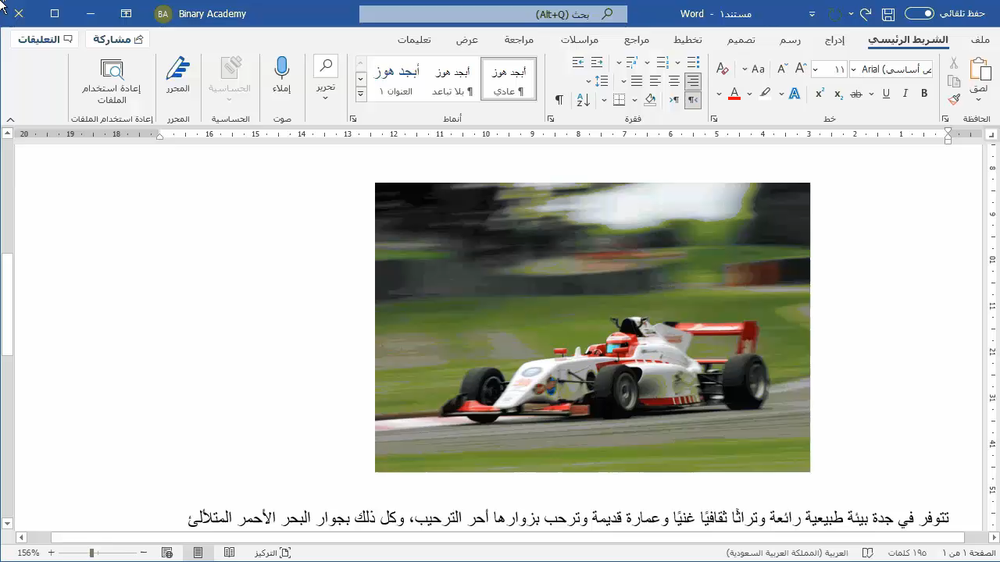 حفظ تلقائي
مستند١ - Word
بحث (Alt+Q)
Binary Academy
BA
ملف
الشريط الرئيسي
إدراج
رسم
تصميم
تخطيط
مراجع
مراسلات
مراجعة
عرض
تعليمات
مشاركة
التعليقات
لصق
الحافظة
Arial (نص أساسي)
١١
خط
فقرة
أبجد هوز
¶ عادي
أبجد هوز
¶ بلا تباعد
أبجد هوز
العنوان ١
أنماط
تحرير
إملاء
صوت
الحساسية
الحساسية
المحرر
المحرر
إعادة استخدام
الملفات
إعادة استخدام الملفات
1 2 3 4 5 6 7 8 9 10 11 12 13 14 15 16 18 19 20
تتوفر في جدة بيئة طبيعية رائعة وتراثًا ثقافيًا غنيًا وعمارة قديمة وترحب بزوارها أحر الترحيب، وكل ذلك بجوار البحر الأحمر المتلألئ
الصفحة ١ من ١
١٩٥ كلمات
العربية (المملكة العربية السعودية)
التركيز
156%